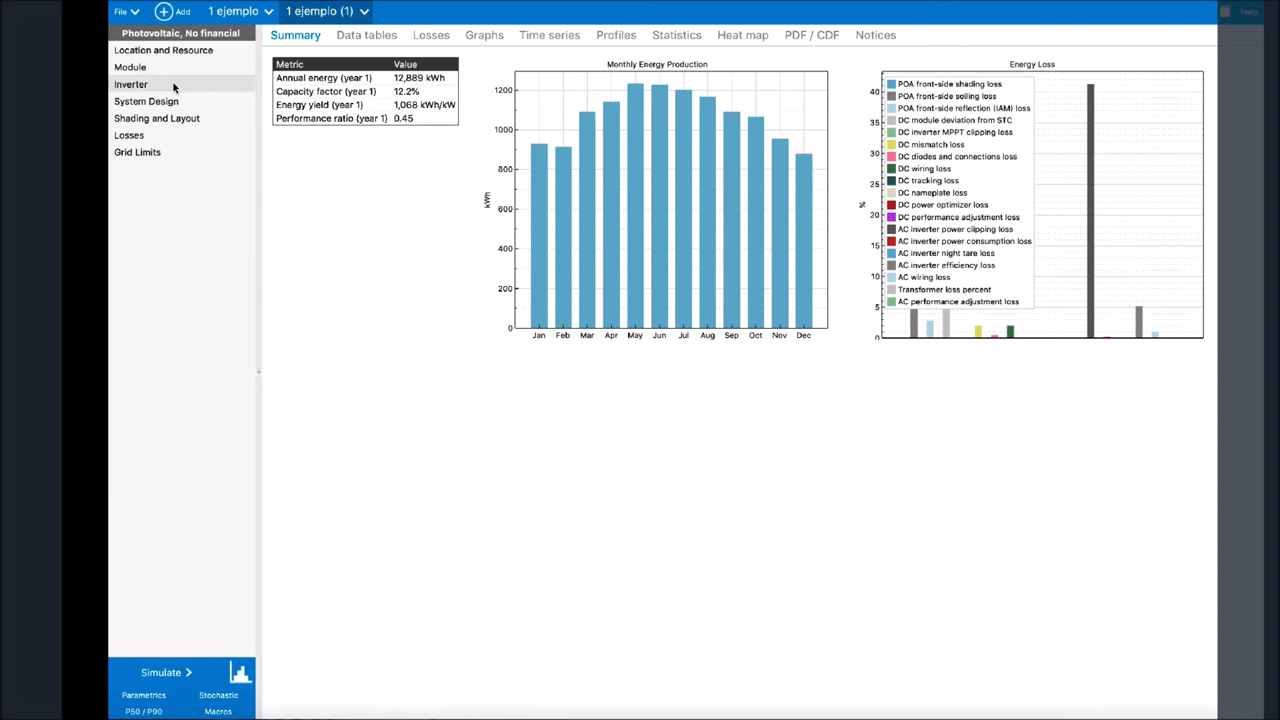 File Add 1 ejemplo 1 ejemplo (1) Help
Photovoltaic, No financial
Location and Resource
Module
Inverter
System Design
Shading and Layout
Losses
Grid Limits
Simulate >
Parametrics Stochastic
P50 / P90 Macros
Summary Data tables Losses Graphs Time series Profiles Statistics Heat map PDF / CDF Notices
Metric Value
Annual energy (year 1) 12,889 kWh
Capacity factor (year 1) 12.2%
Energy yield (year 1) 1,068 kWh/kW
Performance ratio (year 1) 0.45
Monthly Energy Production
kWh
1200
1000
800
600
400
200
0
Jan Feb Mar Apr May Jun Jul Aug Sep Oct Nov Dec
Energy Loss
%
40
35
30
25
20
15
10
5
0
POA front-side shading loss
POA front-side soiling loss
POA front-side reflection (IAM) loss
DC module deviation from STC
DC inverter MPPT clipping loss
DC mismatch loss
DC diodes and connections loss
DC wiring loss
DC tracking loss
DC nameplate loss
DC power optimizer loss
DC performance adjustment loss
AC inverter power clipping loss
AC inverter power consumption loss
AC inverter night tare loss
AC inverter efficiency loss
AC wiring loss
Transformer loss percent
AC performance adjustment loss